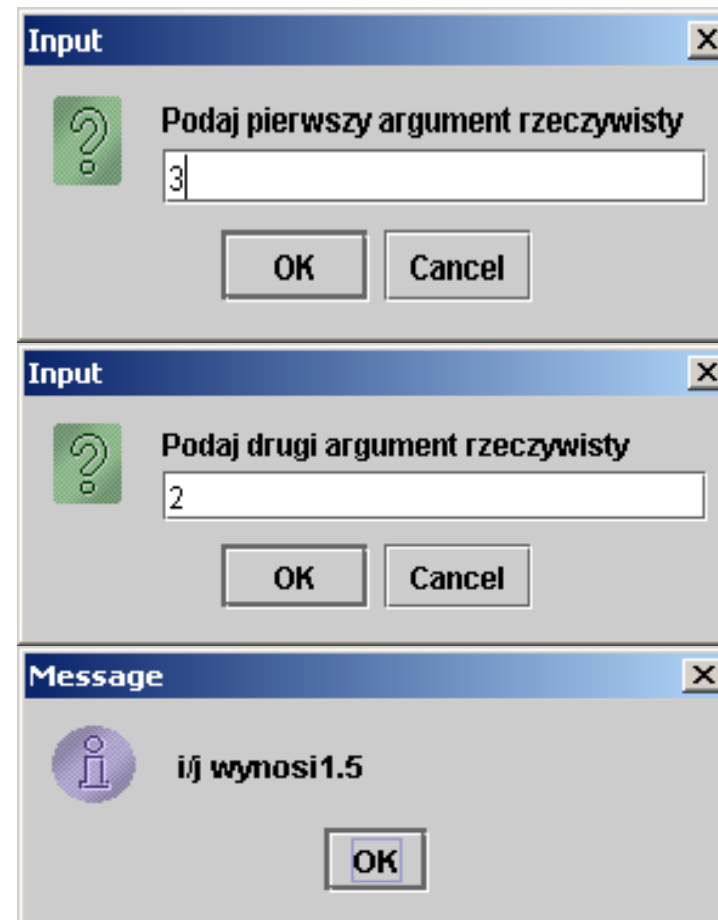 Input
Podaj pierwszy argument rzeczywisty
3
OK Cancel
Input
Podaj drugi argument rzeczywisty
2
OK Cancel
Message
i/j wynosi1.5
OK